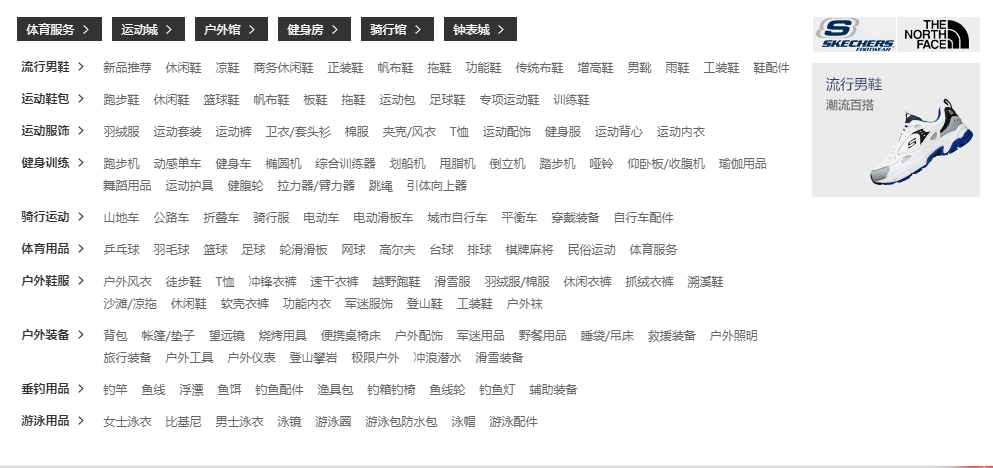 体育服务 > 运动城 > 户外馆 > 健身房 > 骑行馆 > 钟表城 >
流行男鞋 > 新品推荐 休闲鞋 凉鞋 商务休闲鞋 正装鞋 帆布鞋 拖鞋 功能鞋 传统布鞋 增高鞋 男靴 雨鞋 工装鞋 鞋配件
运动鞋包 > 跑步鞋 休闲鞋 篮球鞋 帆布鞋 板鞋 拖鞋 运动包 足球鞋 专项运动鞋 训练鞋
运动服饰 > 羽绒服 运动套装 运动裤 卫衣/套头衫 棉服 夹克/风衣 T恤 运动配饰 健身服 运动背心 运动内衣
健身训练 > 跑步机 动感单车 健身车 椭圆机 综合训练器 划船机 甩脂机 倒立机 踏步机 哑铃 仰卧板/收腹机 瑜伽用品
舞蹈用品 运动护具 健腹轮 拉力器/臂力器 跳绳 引体向上器
骑行运动 > 山地车 公路车 折叠车 骑行服 电动车 电动滑板车 城市自行车 平衡车 穿戴装备 自行车配件
体育用品 > 乒乓球 羽毛球 篮球 足球 轮滑滑板 网球 高尔夫 台球 排球 棋牌麻将 民俗运动 体育服务
户外鞋服 > 户外风衣 徒步鞋 T恤 冲锋衣裤 速干衣裤 越野跑鞋 滑雪服 羽绒服/棉服 休闲衣裤 抓绒衣裤 溯溪鞋
沙滩/凉拖 休闲鞋 软壳衣裤 功能内衣 军迷服饰 登山鞋 工装鞋 户外袜
户外装备 > 背包 帐篷/垫子 望远镜 烧烤用具 便携桌椅床 户外配饰 军迷用品 野餐用品 睡袋/吊床 救援装备 户外照明
旅行装备 户外工具 户外仪表 登山攀岩 极限户外 冲浪潜水 滑雪装备
垂钓用品 > 钓竿 鱼线 浮漂 鱼饵 钓鱼配件 渔具包 钓箱钓椅 鱼线轮 钓鱼灯 辅助装备
游泳用品 > 女士泳衣 比基尼 男士泳衣 泳镜 游泳圈 游泳包防水包 泳帽 游泳配件
S
SKECHERS
FOOTWEAR
THE
NORTH
FACE
流行男鞋
潮流百搭
S